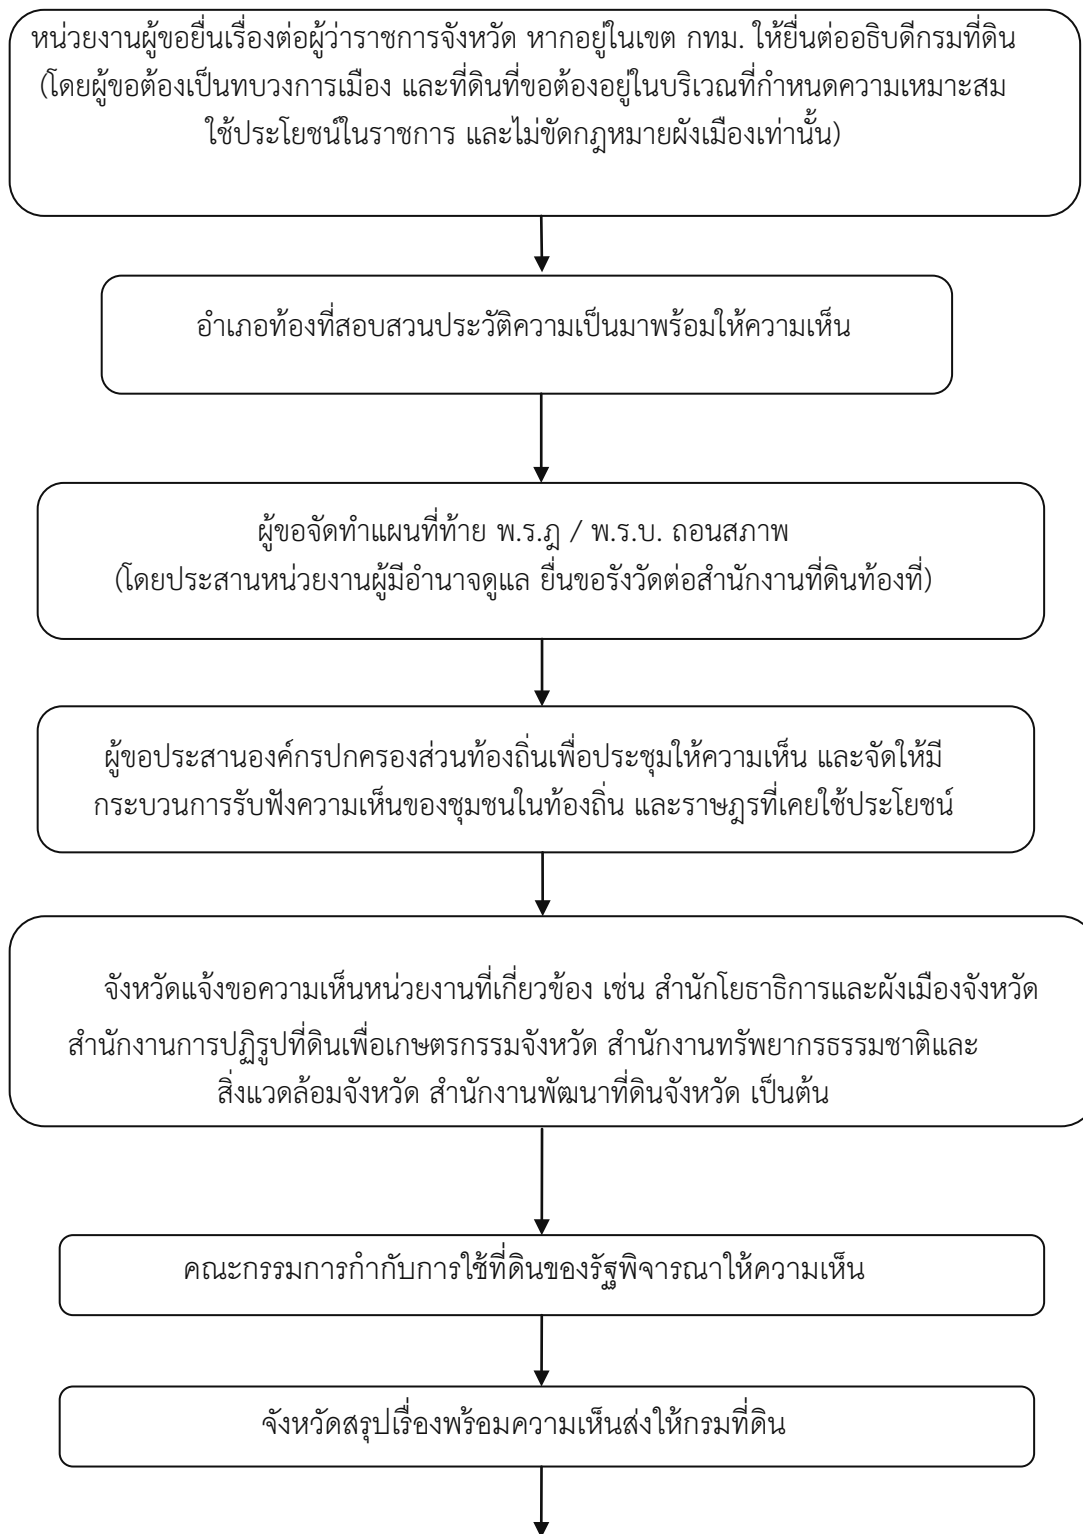 หน่วยงานผู้ขอยื่นเรื่องต่อผู้ว่าราชการจังหวัด หากอยู่ในเขต กทม. ให้ยื่นต่ออธิบดีกรมที่ดิน
(โดยผู้ขอต้องเป็นทบวงการเมือง และที่ดินที่ขอต้องอยู่ในบริเวณที่กำหนดความเหมาะสม
ใช้ประโยชน์ในราชการ และไม่ขัดกฎหมายผังเมืองเท่านั้น)
อำเภอท้องที่สอบสวนประวัติความเป็นมาพร้อมให้ความเห็น
ผู้ขอจัดทำแผนที่ท้าย พ.ร.ฎ / พ.ร.บ. ถอนสภาพ
(โดยประสานหน่วยงานผู้มีอำนาจดูแล ยื่นขอรังวัดต่อสำนักงานที่ดินท้องที่)
ผู้ขอประสานองค์กรปกครองส่วนท้องถิ่นเพื่อประชุมให้ความเห็น และจัดให้มี
กระบวนการรับฟังความเห็นของชุมชนในท้องถิ่น และราษฎรที่เคยใช้ประโยชน์
จังหวัดแจ้งขอความเห็นหน่วยงานที่เกี่ยวข้อง เช่น สำนักโยธาธิการและผังเมืองจังหวัด
สำนักงานการปฏิรูปที่ดินเพื่อเกษตรกรรมจังหวัด สำนักงานทรัพยากรธรรมชาติและ
สิ่งแวดล้อมจังหวัด สำนักงานพัฒนาที่ดินจังหวัด เป็นต้น
คณะกรรมการกำกับการใช้ที่ดินของรัฐพิจารณาให้ความเห็น
จังหวัดสรุปเรื่องพร้อมความเห็นส่งให้กรมที่ดิน